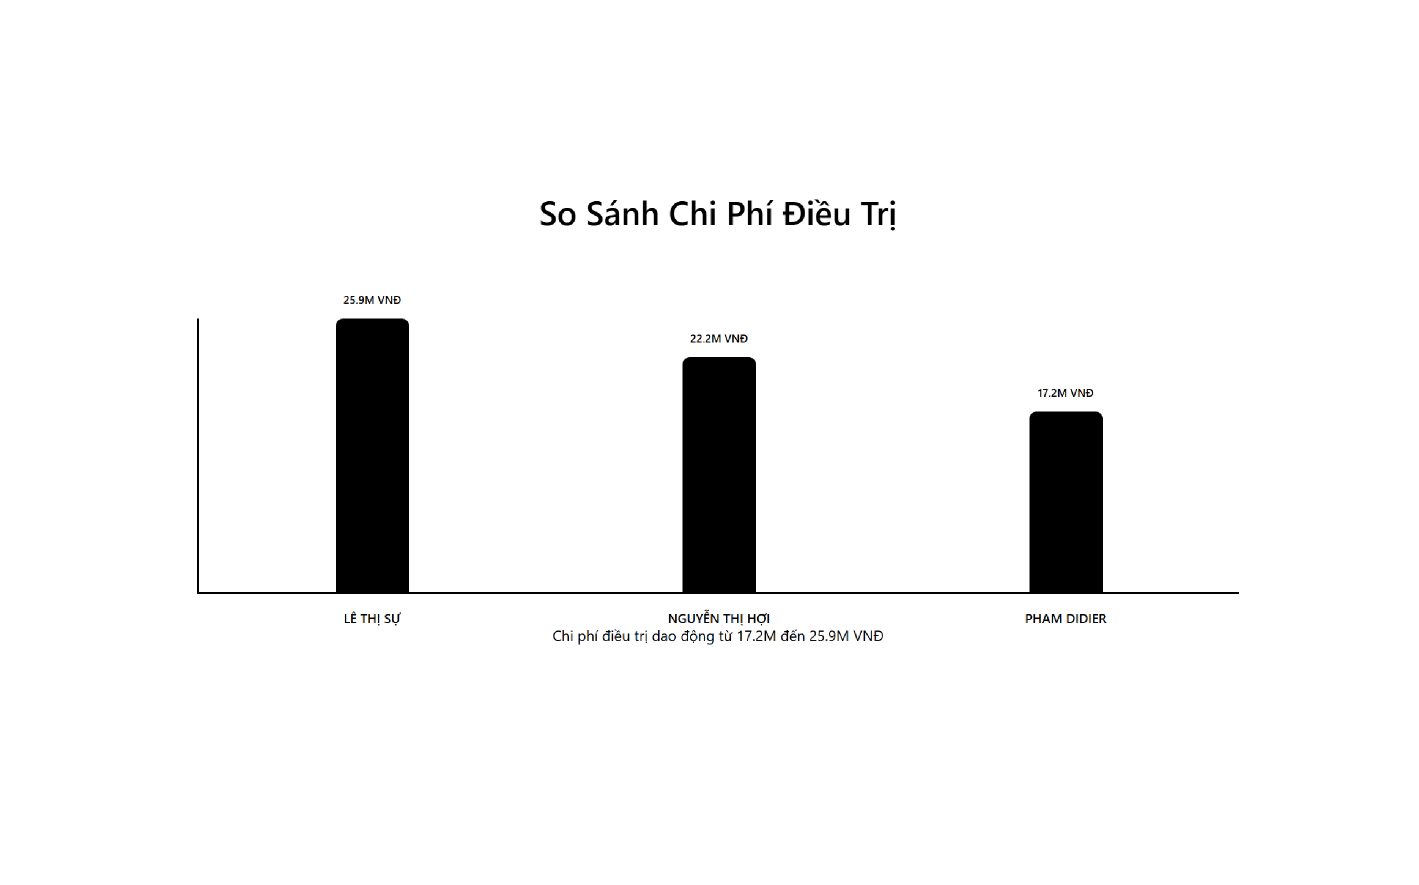 So Sánh Chi Phí Điều Trị
25.9M VNĐ
22.2M VNĐ
17.2M VNĐ
LÊ THỊ SỰ
NGUYỄN THỊ HỢI
PHAM DIDIER
Chi phí điều trị dao động từ 17.2M đến 25.9M VNĐ